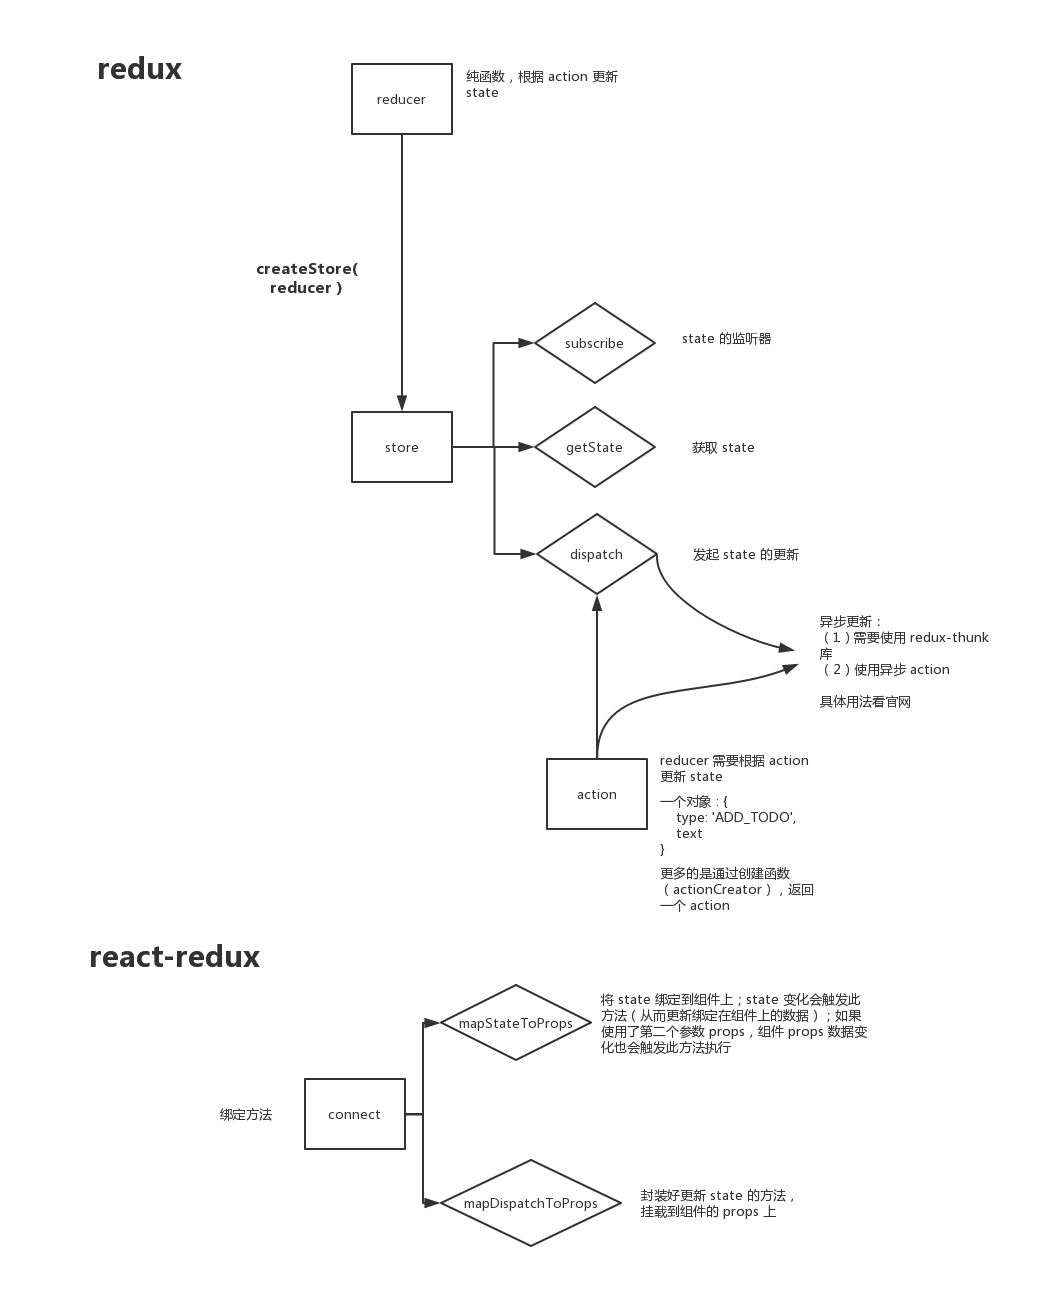 redux
reducer
纯函数，根据 action 更新
state
createStore(
reducer )
subscribe
state 的监听器
store
getState
获取 state
dispatch
发起 state 的更新
异步更新：
（1）需要使用 redux-thunk
库
（2）使用异步 action
具体用法看官网
action
reducer 需要根据 action
更新 state
一个对象 : {
type: 'ADD_TODO',
text
}
更多的是通过创建函数
（actionCreator），返回
一个 action
react-redux
mapStateToProps
将 state 绑定到组件上；state 变化会触发此
方法（从而更新绑定在组件上的数据）；如果
使用了第二个参数 props，组件 props 数据变
化也会触发此方法执行
绑定方法
connect
mapDispatchToProps
封装好更新 state 的方法，
挂载到组件的 props 上